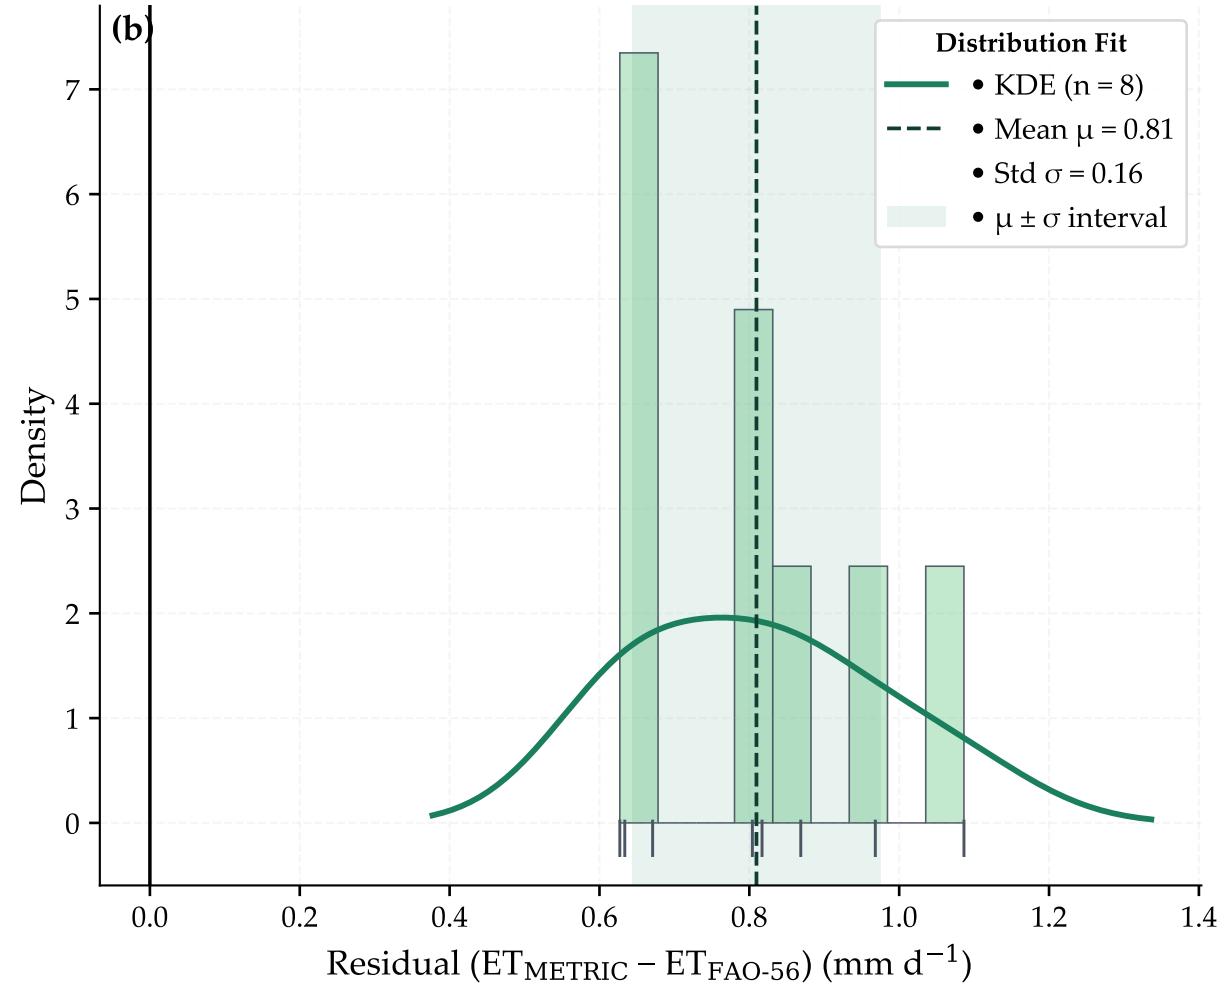 (b)
Distribution Fit
• KDE (n = 8)
• Mean μ = 0.81
• Std σ = 0.16
• μ ± σ interval
Density
7
6
5
4
3
2
1
0
0.0 0.2 0.4 0.6 0.8 1.0 1.2 1.4
Residual (ET_METRIC − ET_FAO-56) (mm d⁻¹)